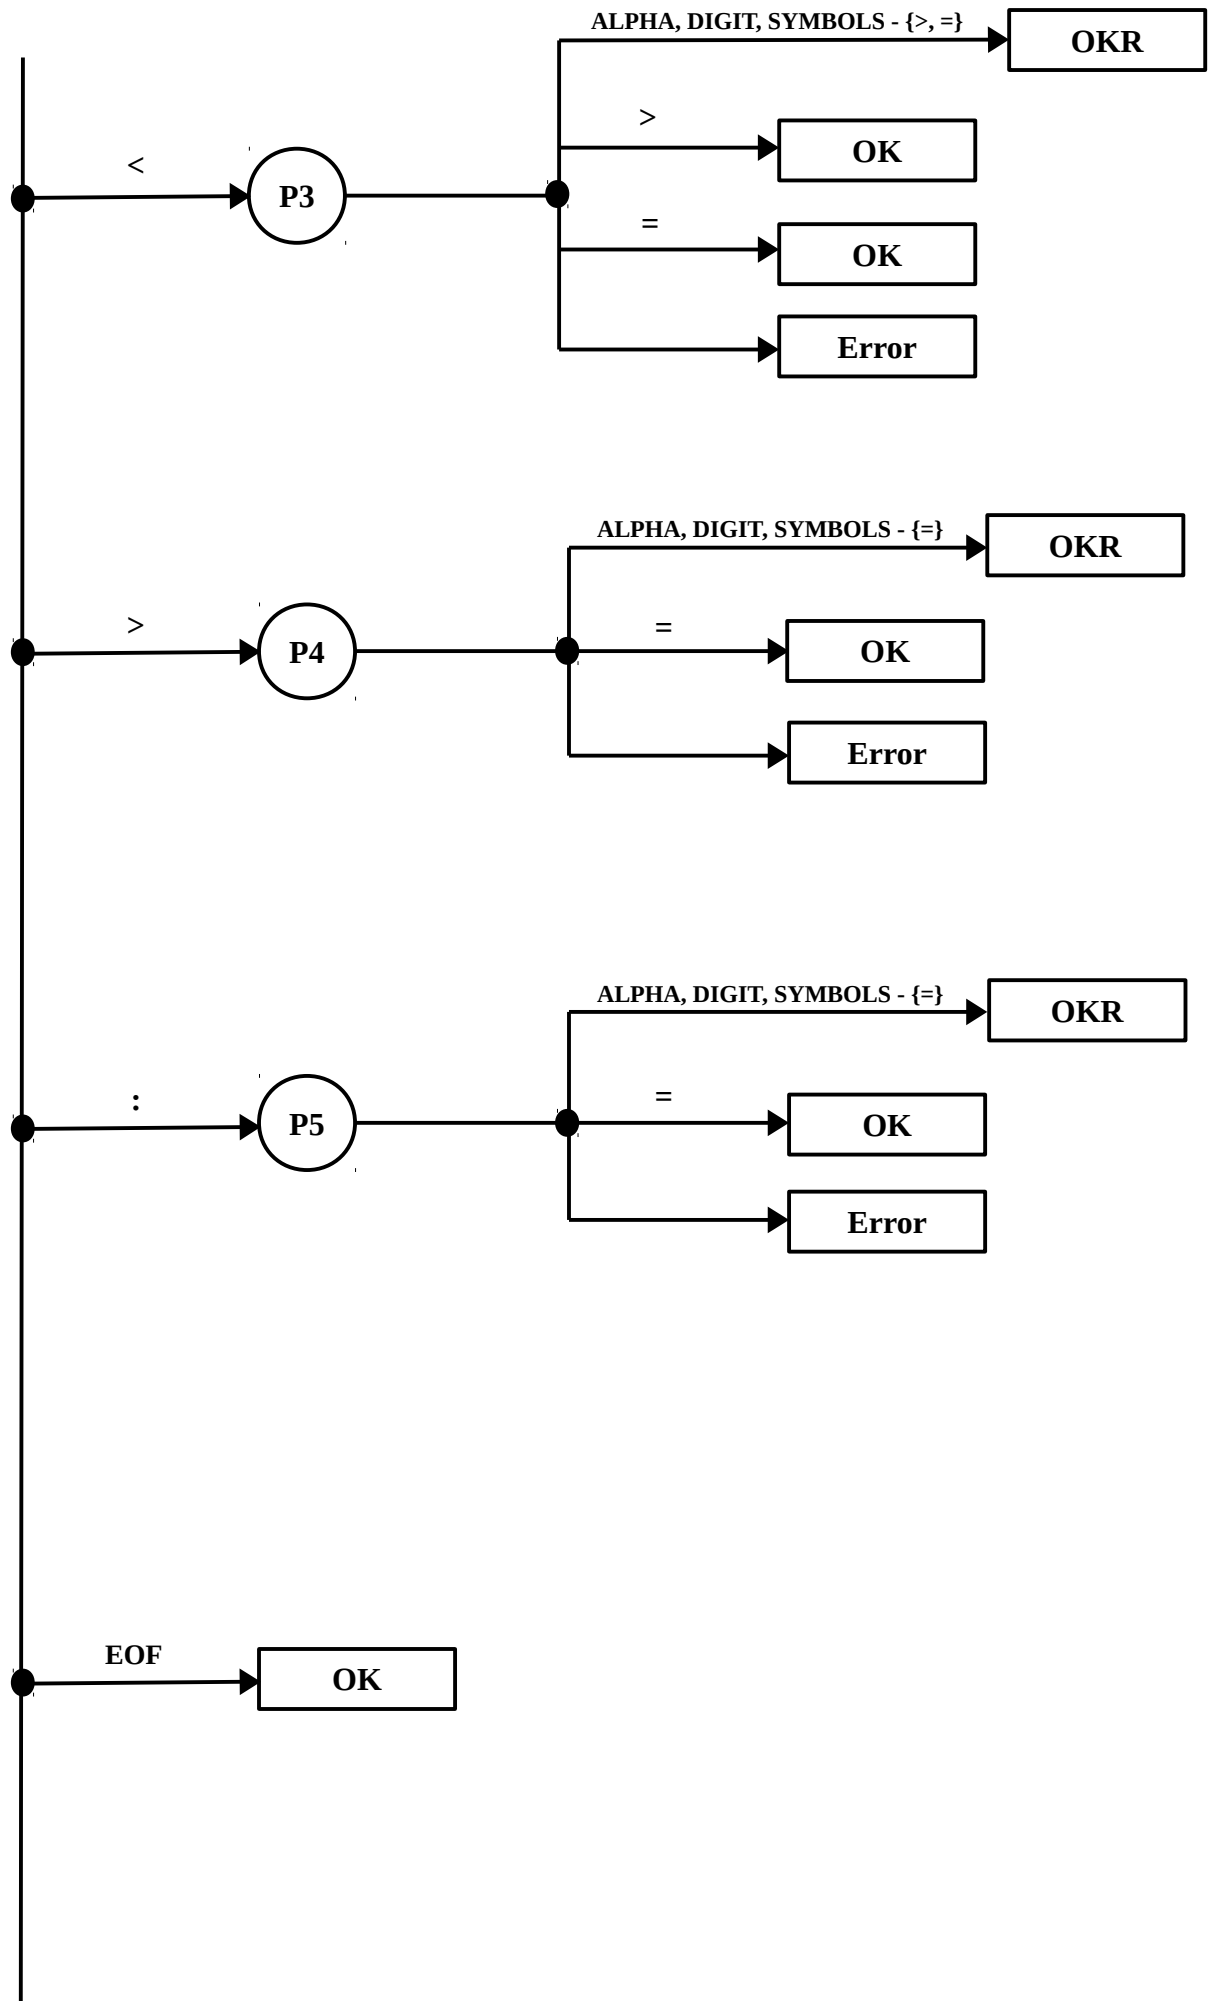 ALPHA, DIGIT, SYMBOLS - {>, =}
OKR
>
OK
<
P3
=
OK
Error
ALPHA, DIGIT, SYMBOLS - {=}
OKR
>
P4
=
OK
Error
ALPHA, DIGIT, SYMBOLS - {=}
OKR
:
P5
=
OK
Error
EOF
OK